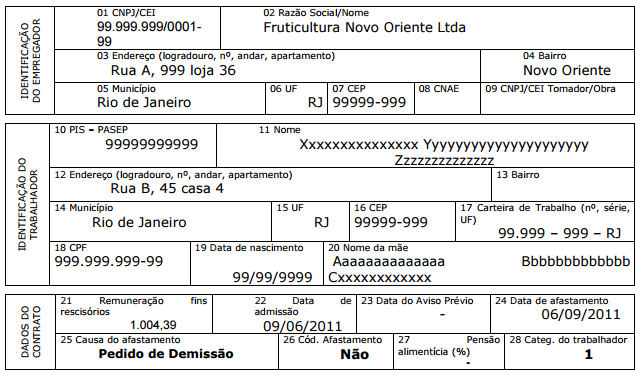 IDENTIFICAÇÃO
DO EMPREGADOR
01 CNPJ/CEI
99.999.999/0001-
99
02 Razão Social/Nome
Fruticultura Novo Oriente Ltda
03 Endereço (logradouro, nº, andar, apartamento)
Rua A, 999 loja 36
04 Bairro
Novo Oriente
05 Município
Rio de Janeiro
06 UF
RJ
07 CEP
99999-999
08 CNAE
09 CNPJ/CEI Tomador/Obra
IDENTIFICAÇÃO DO
TRABALHADOR
10 PIS – PASEP
99999999999
11 Nome
Xxxxxxxxxxxxxxx Yyyyyyyyyyyyyyyyyyyyy
Zzzzzzzzzzzzz
12 Endereço (logradouro, nº, andar, apartamento)
Rua B, 45 casa 4
13 Bairro
14 Município
Rio de Janeiro
15 UF
RJ
16 CEP
99999-999
17 Carteira de Trabalho (nº, série,
UF)
99.999 – 999 – RJ
18 CPF
999.999.999-99
19 Data de nascimento
99/99/9999
20 Nome da mãe
Aaaaaaaaaaaaaa Bbbbbbbbbbbbbb
Cxxxxxxxxxxxx
DADOS DO
CONTRATO
21 Remuneração fins
rescisórios
1.004,39
22 Data de
admissão
09/06/2011
23 Data do Aviso Prévio
-
24 Data de afastamento
06/09/2011
25 Causa do afastamento
Pedido de Demissão
26 Cód. Afastamento
Não
27 Pensão
alimentícia (%)
-
28 Categ. do trabalhador
1